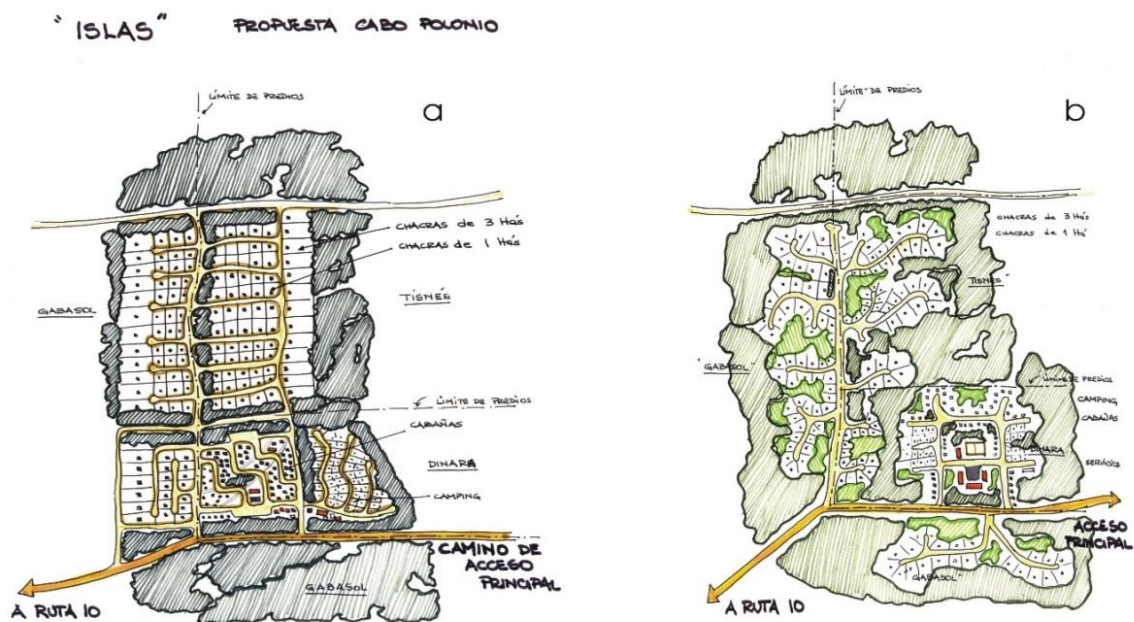 "ISLAS" PROPUESTA CABO POLONIO
a
LÍMITE DE PREDIOS
CHACRAS de 3 Hás
CHACRAS de 1 Hás
GABASOL
TISNÉS
LÍMITE DE PREDIOS
CABAÑAS
DINARA
CAMPING
CAMINO DE
ACCESO
PRINCIPAL
GABASOL
A RUTA 10
b
LÍMITE DE PREDIOS
CHACRAS de 3 Hás
CHACRAS de 1 Há
TISNÉS
"GABASOL"
LÍMITE DE PREDIOS
CAMPING
CABAÑAS
DINARA
ACCESO
PRINCIPAL
GABASOL"
A RUTA 10